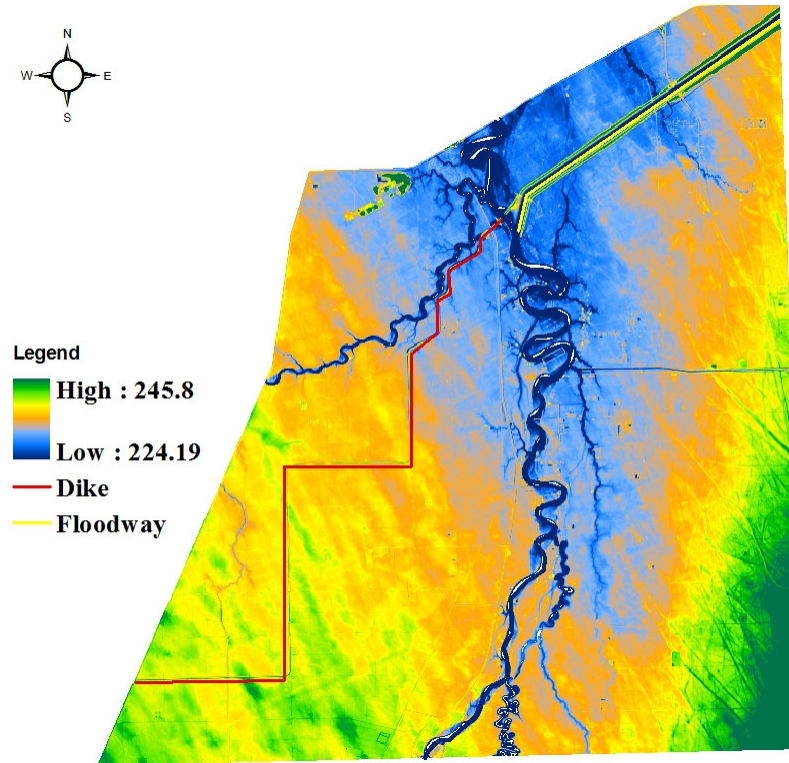 N
W E
S
Legend
High : 245.8
Low : 224.19
Dike
Floodway